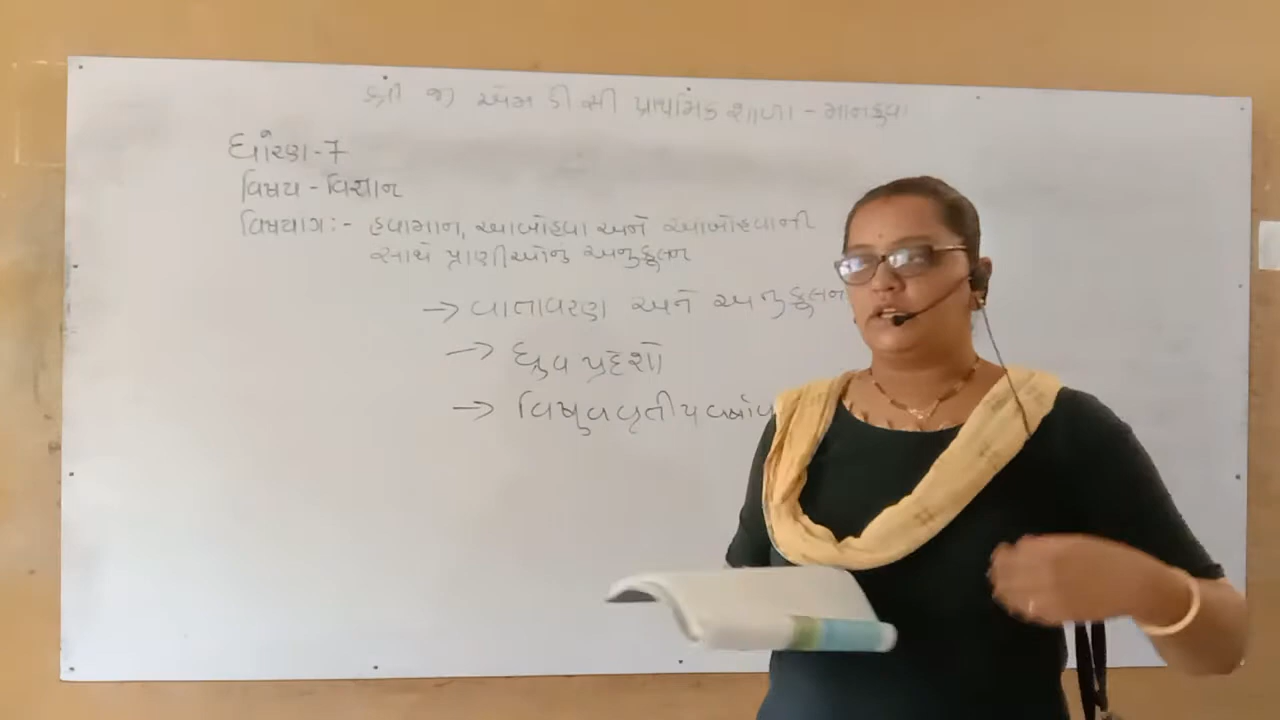 શ્રી જી એમ ડી સી પ્રાથમિક શાળા - માનકુવા
ધોરણ-7
વિષય - વિજ્ઞાન
વિષયાંગ :- હવામાન, આબોહવા અને આબોહવાની
સાથે પ્રાણીઓનું અનુકૂલન
→ વાતાવરણ અને અનુકૂલન
→ ધ્રુવ પ્રદેશો
→ વિષુવવૃતીય વર્ષાવ